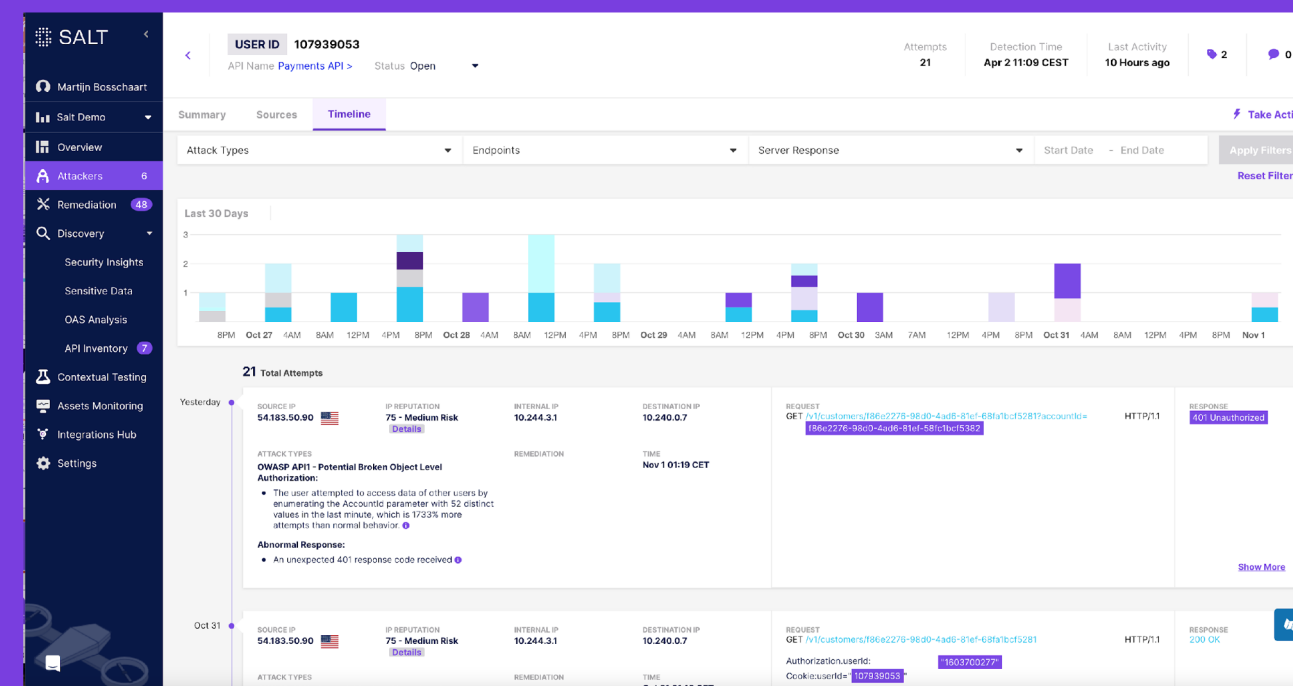 SALT
Martijn Bosschaart
Salt Demo
Overview
Attackers 6
Remediation 48
Discovery
Security Insights
Sensitive Data
OAS Analysis
API Inventory 7
Contextual Testing
Assets Monitoring
Integrations Hub
Settings
USER ID 107939053
API Name Payments API > Status Open
Attempts
21
Detection Time
Apr 2 11:09 CEST
Last Activity
10 Hours ago
2
0
Summary Sources Timeline
Take Acti
Attack Types Endpoints Server Response Start Date - End Date Apply Filters
Reset Filter
Last 30 Days
3
2
1
8PM Oct 27 4AM 8AM 12PM 4PM 8PM Oct 28 4AM 8AM 12PM 4PM 8PM Oct 29 4AM 8AM 12PM 4PM 8PM Oct 30 3AM 7AM 12PM 4PM 8PM Oct 31 4AM 8AM 12PM 4PM 8PM Nov 1
21 Total Attempts
Yesterday
SOURCE IP
54.183.50.90
IP REPUTATION
75 - Medium Risk
Details
INTERNAL IP
10.244.3.1
DESTINATION IP
10.240.0.7
ATTACK TYPES
OWASP API1 - Potential Broken Object Level
Authorization:
The user attempted to access data of other users by
enumerating the AccountId parameter with 52 distinct
values in the last minute, which is 1733% more
attempts than normal behavior.
Abnormal Response:
An unexpected 401 response code received
REMEDIATION
TIME
Nov 1 01:19 CET
REQUEST
GET /v1/customers/f86e2276-98d0-4ad6-81ef-68fa1bcf5281?accountId=
f86e2276-98d0-4ad6-81ef-58fc1bcf5382
HTTP/1.1
RESPONSE
401 Unauthorized
Show More
Oct 31
SOURCE IP
54.183.50.90
IP REPUTATION
75 - Medium Risk
Details
INTERNAL IP
10.244.3.1
DESTINATION IP
10.240.0.7
ATTACK TYPES
REMEDIATION
TIME
REQUEST
GET /v1/customers/f86e2276-98d0-4ad6-81ef-68fa1bcf5281
HTTP/1.1
Authorization.userId: "1603700277"
Cookie:userId="107939053"
RESPONSE
200 OK